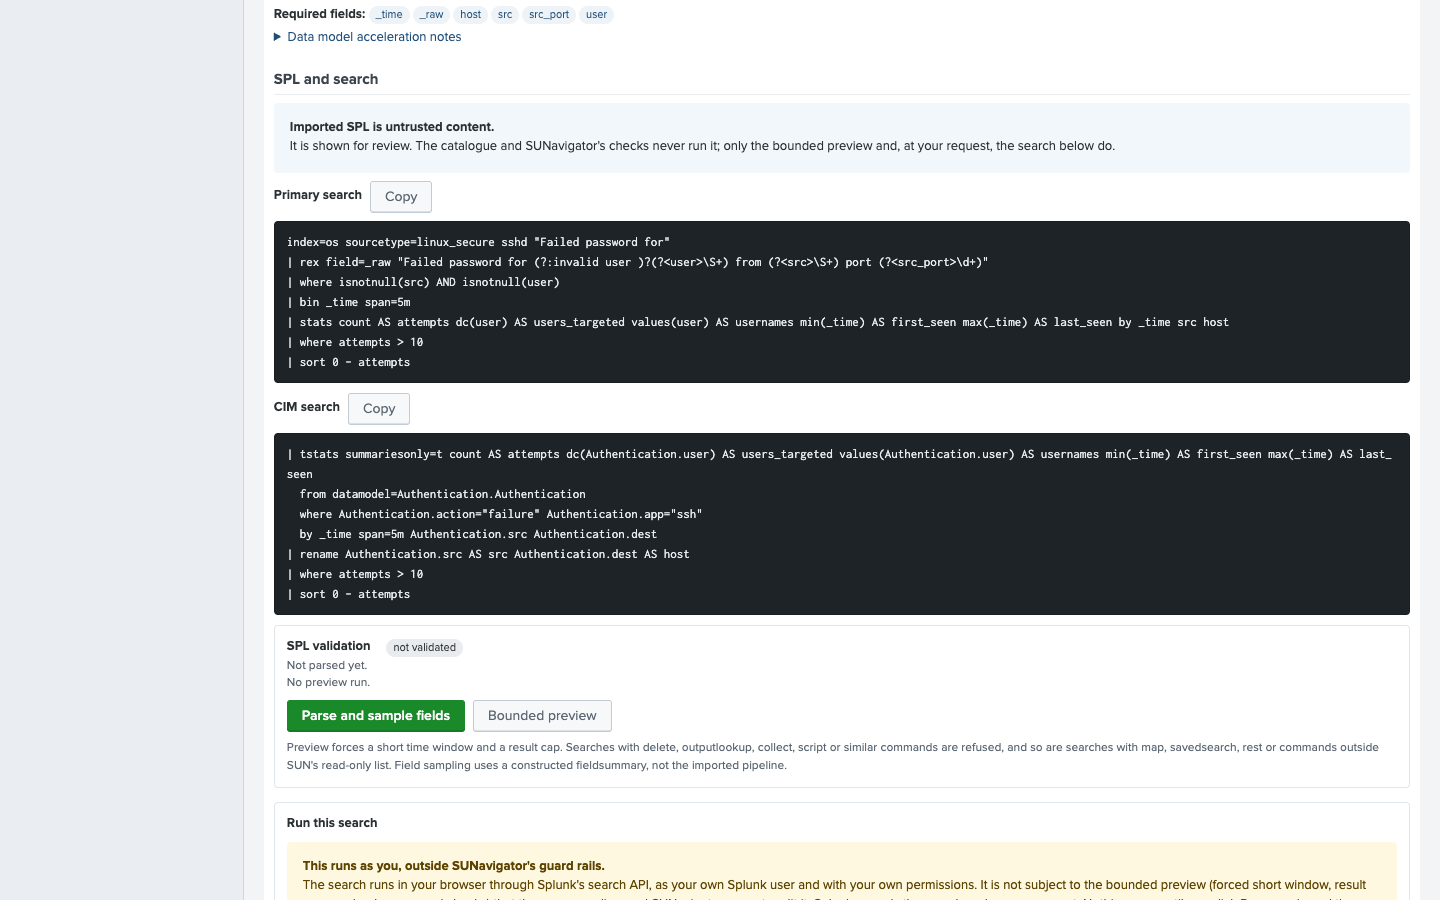 Required fields: _time _raw host src src_port user
▶ Data model acceleration notes
SPL and search
Imported SPL is untrusted content.
It is shown for review. The catalogue and SUNavigator's checks never run it; only the bounded preview and, at your request, the search below do.
Primary search Copy
index=os sourcetype=linux_secure sshd "Failed password for"
| rex field=_raw "Failed password for (?:invalid user )?(?<user>\S+) from (?<src>\S+) port (?<src_port>\d+)"
| where isnotnull(src) AND isnotnull(user)
| bin _time span=5m
| stats count AS attempts dc(user) AS users_targeted values(user) AS usernames min(_time) AS first_seen max(_time) AS last_seen by _time src host
| where attempts > 10
| sort 0 - attempts
CIM search Copy
| tstats summariesonly=t count AS attempts dc(Authentication.user) AS users_targeted values(Authentication.user) AS usernames min(_time) AS first_seen max(_time) AS last_
seen
from datamodel=Authentication.Authentication
where Authentication.action="failure" Authentication.app="ssh"
by _time span=5m Authentication.src Authentication.dest
| rename Authentication.src AS src Authentication.dest AS host
| where attempts > 10
| sort 0 - attempts
SPL validation not validated
Not parsed yet.
No preview run.
Parse and sample fields Bounded preview
Preview forces a short time window and a result cap. Searches with delete, outputlookup, collect, script or similar commands are refused, and so are searches with map, savedsearch, rest or commands outside
SUN's read-only list. Field sampling uses a constructed fieldsummary, not the imported pipeline.
Run this search
This runs as you, outside SUNavigator's guard rails.
The search runs in your browser through Splunk's search API, as your own Splunk user and with your own permissions. It is not subject to the bounded preview (forced short window, result